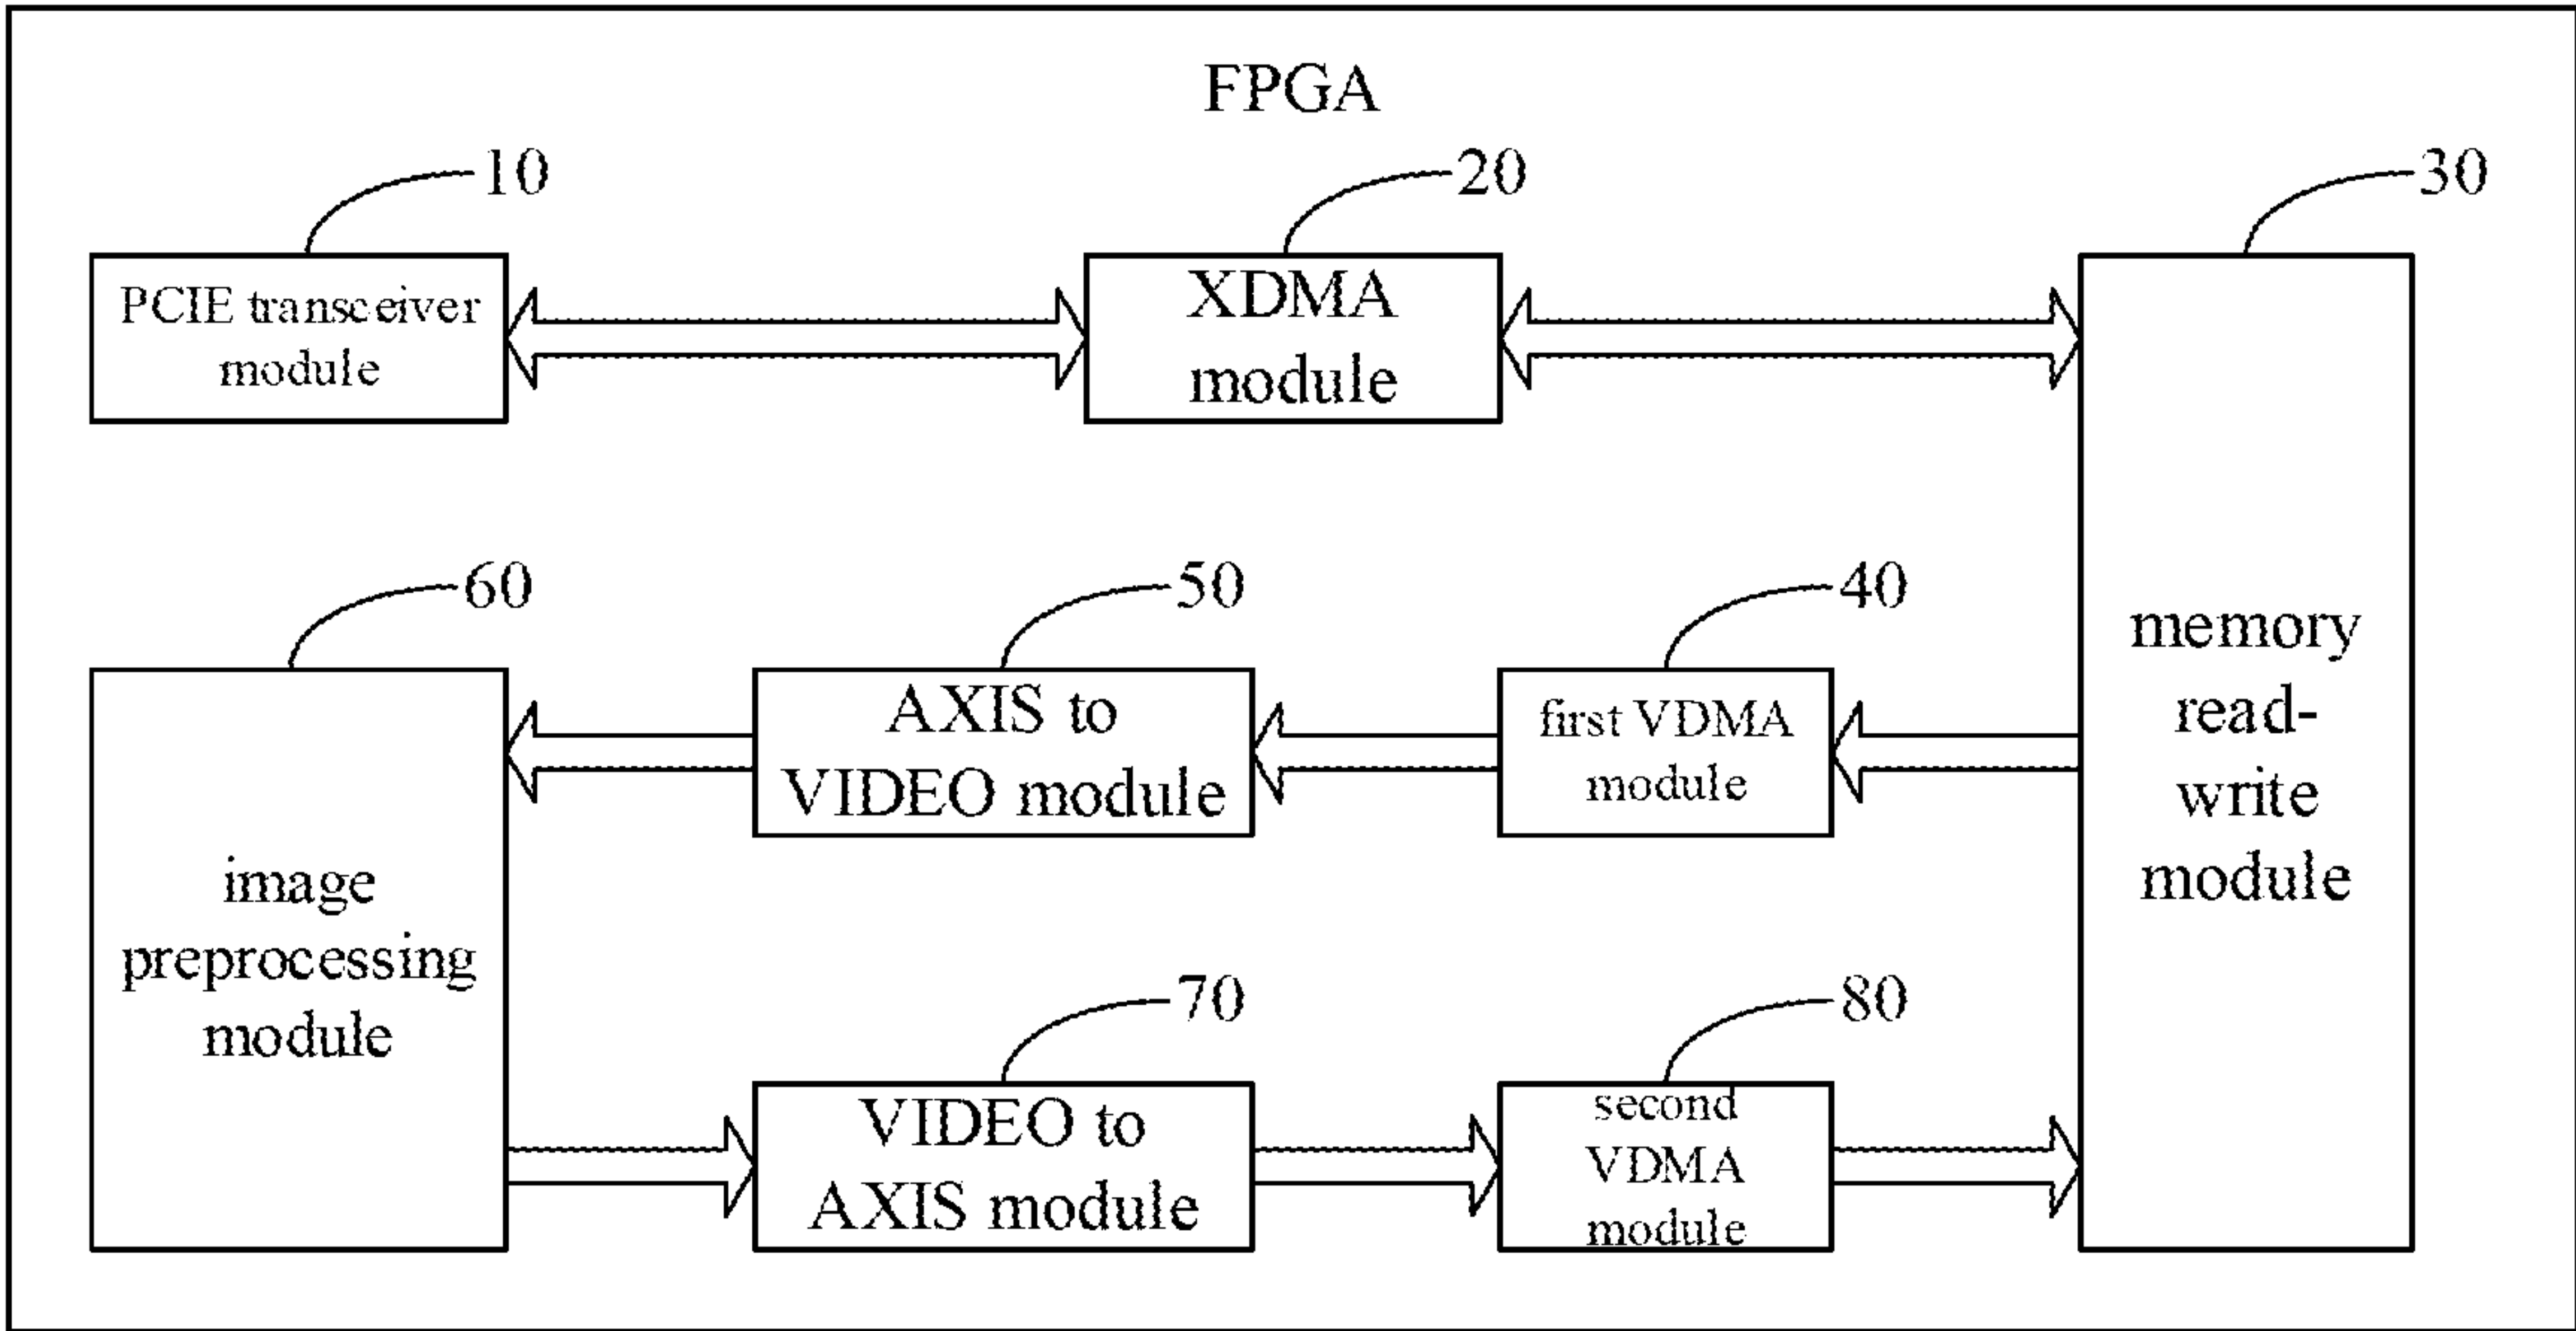 FPGA
10
20
30
PCIE transceiver
module
XDMA
module
60
50
40
memory
read-
write
module
AXIS to
VIDEO module
first VDMA
module
image
preprocessing
module
70
80
VIDEO to
AXIS module
second
VDMA
module